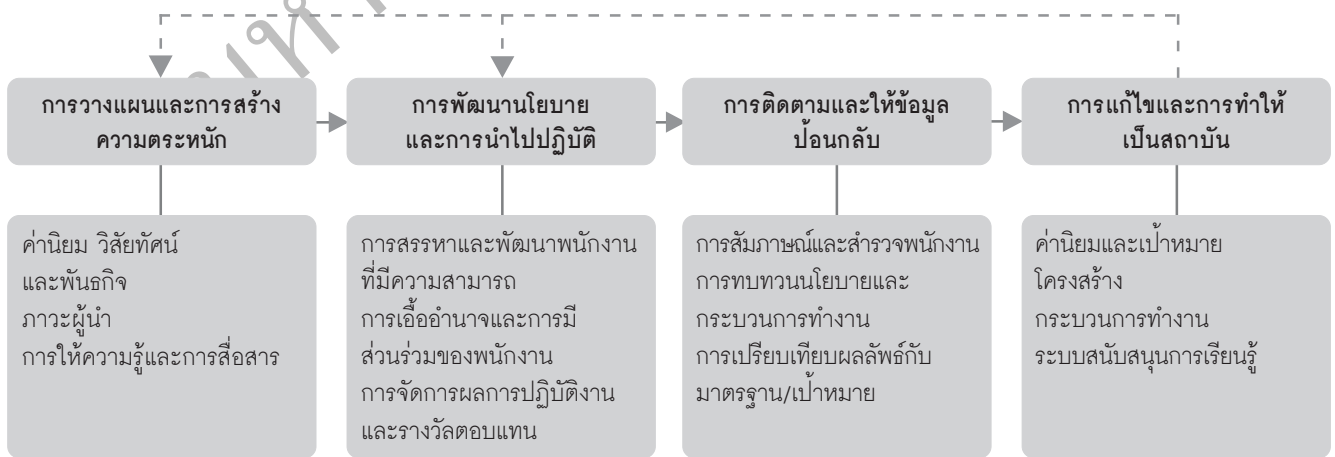 การวางแผนและการสร้าง
ความตระหนัก
การพัฒนานโยบาย
และการนำไปปฏิบัติ
การติดตามและให้ข้อมูล
ป้อนกลับ
การแก้ไขและการทำให้
เป็นสถาบัน
ค่านิยม วิสัยทัศน์
และพันธกิจ
ภาวะผู้นำ
การให้ความรู้และการสื่อสาร
การสรรหาและพัฒนาพนักงาน
ที่มีความสามารถ
การเอื้ออำนาจและการมี
ส่วนร่วมของพนักงาน
การจัดการผลการปฏิบัติงาน
และรางวัลตอบแทน
การสัมภาษณ์และสำรวจพนักงาน
การทบทวนนโยบายและ
กระบวนการทำงาน
การเปรียบเทียบผลลัพธ์กับ
มาตรฐาน/เป้าหมาย
ค่านิยมและเป้าหมาย
โครงสร้าง
กระบวนการทำงาน
ระบบสนับสนุนการเรียนรู้